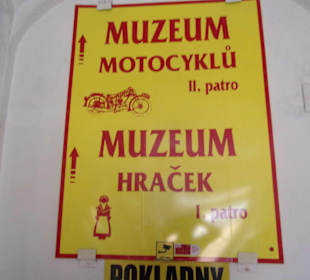 MUZEUM
MOTOCYKLŮ
II. patro
MUZEUM
HRAČEK
I. patro
POKLADNY